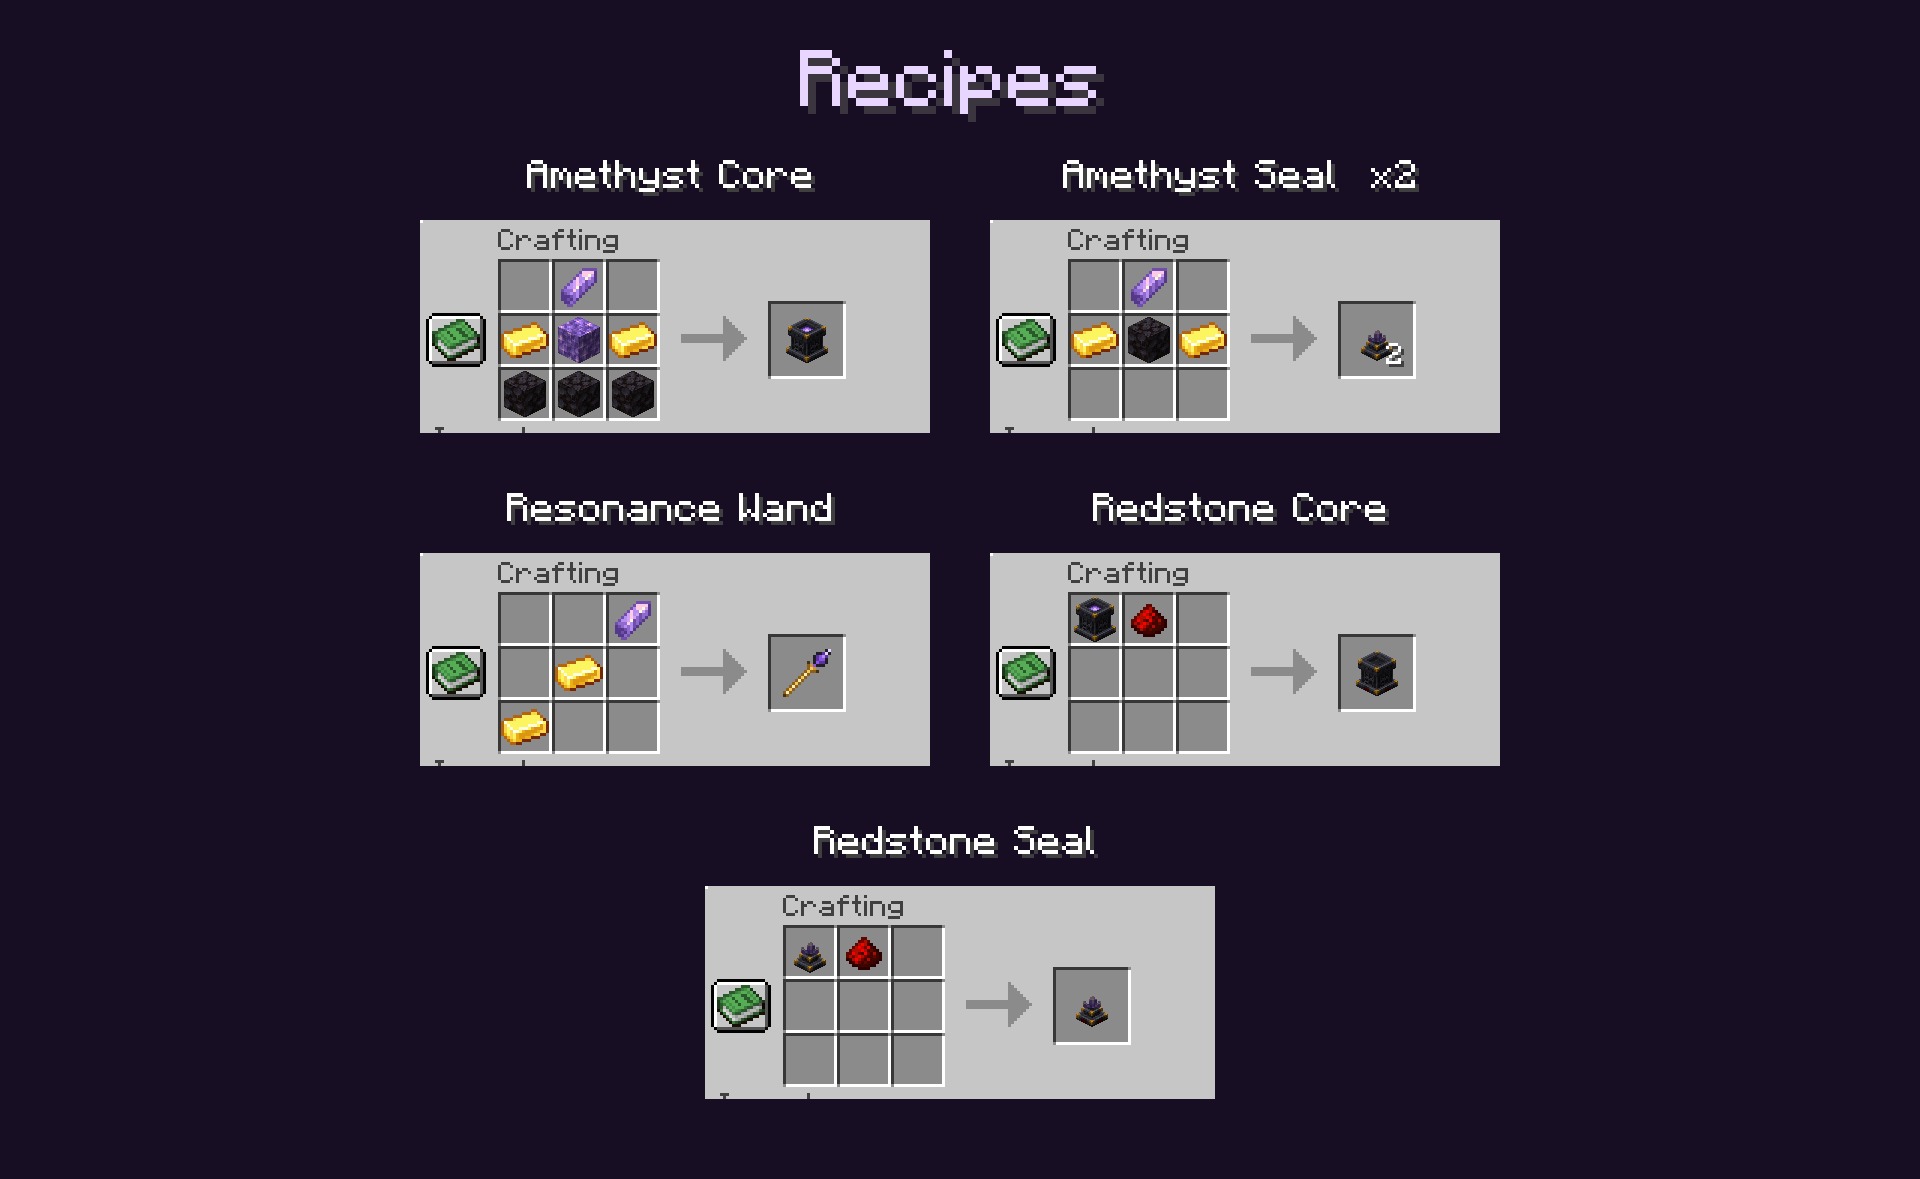 Recipes
Amethyst Core
Amethyst Seal x2
Crafting
Crafting
2
Resonance Wand
Redstone Core
Crafting
Crafting
Redstone Seal
Crafting